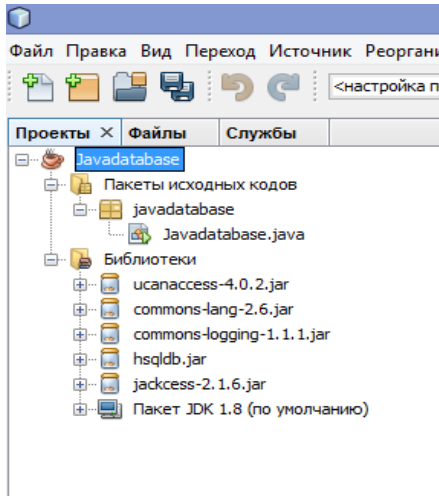 Файл Правка Вид Переход Источник Реоргани
<настройка п
Проекты × Файлы Службы
Javadatabase
Пакеты исходных кодов
javadatabase
Javadatabase.java
Библиотеки
ucanaccess-4.0.2.jar
commons-lang-2.6.jar
commons-logging-1.1.1.jar
hsqldb.jar
jackcess-2.1.6.jar
Пакет JDK 1.8 (по умолчанию)